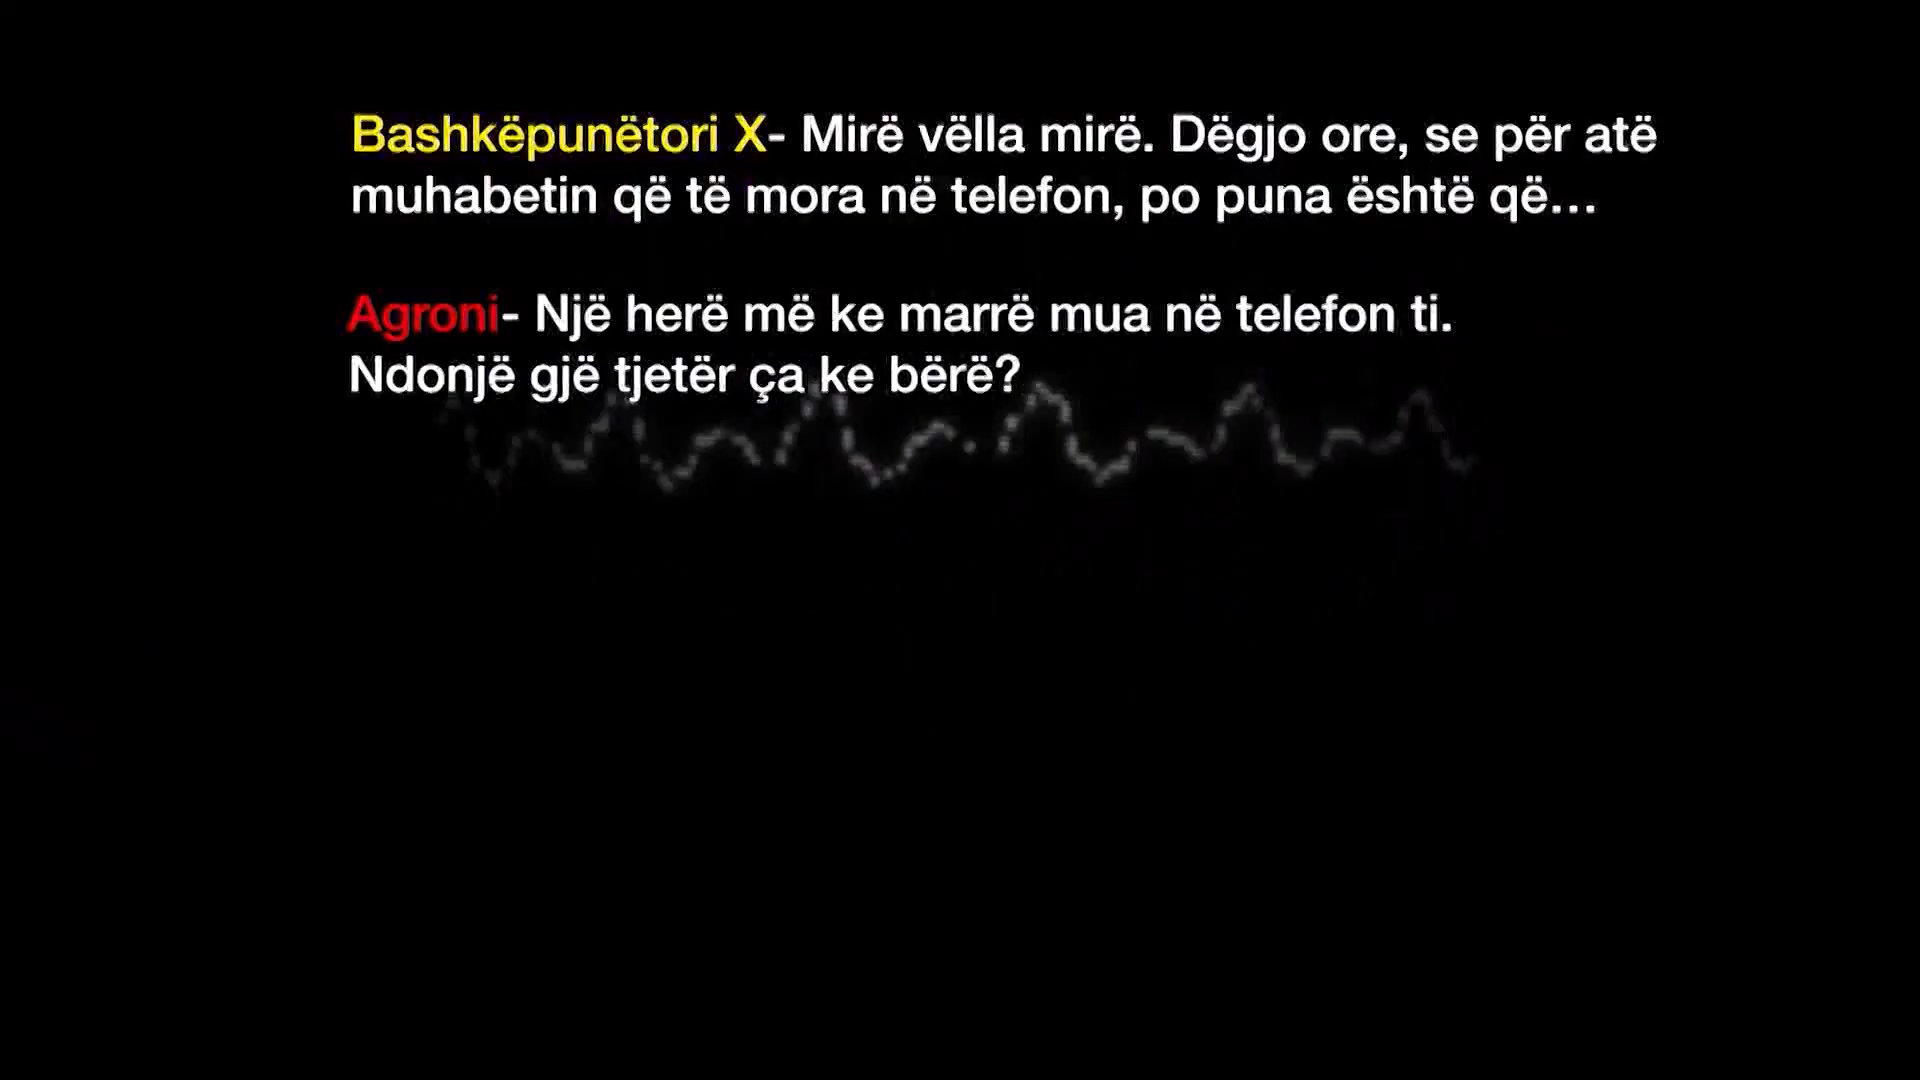 Bashkëpunëtori X- Mirë vëlla mirë. Dëgjo ore, se për atë
muhabetin që të mora në telefon, po puna është që...
Agroni- Një herë më ke marrë mua në telefon ti.
Ndonjë gjë tjetër ça ke bërë?